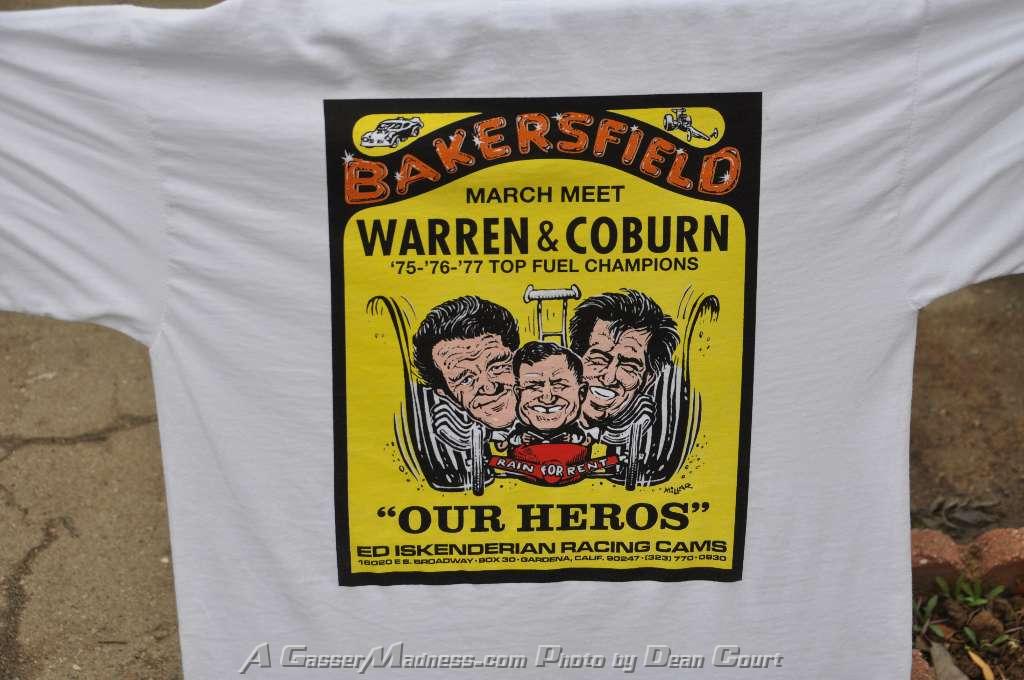 BAKERSFIELD
MARCH MEET
WARREN & COBURN
'75-'76-'77 TOP FUEL CHAMPIONS
RAIN FOR RENT
MILLAR
"OUR HEROS"
ED ISKENDERIAN RACING CAMS
16020 E S. BROADWAY · BOX 30 · GARDENA, CALIF. 90247 · (323) 770-0930
A GasserMadness.com Photo by Dean Court